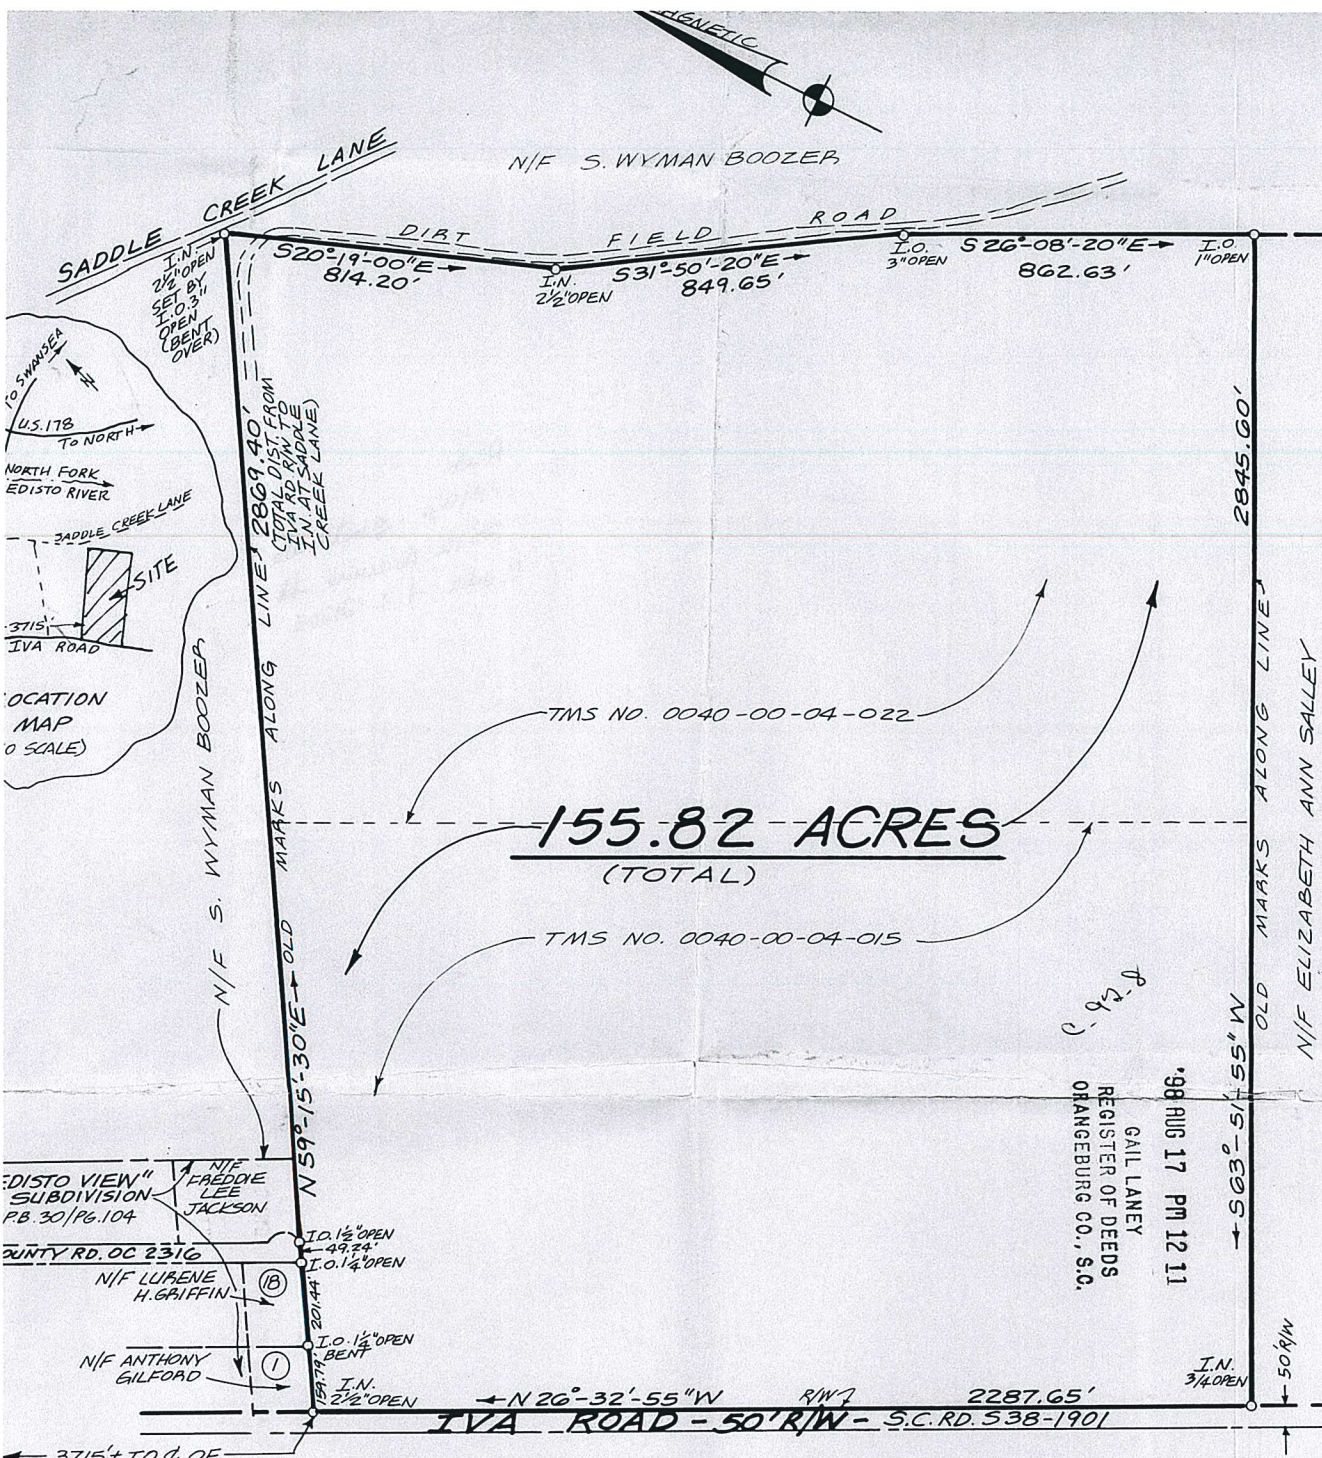 MAGNETIC
N/F S. WYMAN BOOZER
SADDLE CREEK LANE
DIRT FIELD ROAD
I.N.
2½"OPEN
SET BY
I.O.3"
OPEN
(BENT
OVER)
S20°-19'-00"E→
814.20'
I.N.
2½"OPEN
S31°-50'-20"E→
849.65'
I.O.
3"OPEN
S26°-08'-20"E→
862.63'
I.O.
1"OPEN
TO SWANSEA
N
U.S.178
TO NORTH→
NORTH FORK
EDISTO RIVER
SADDLE CREEK LANE
SITE
3715'
IVA ROAD
OCATION
MAP
O SCALE)
N/F S. WYMAN BOOZER
N59°-15'-30"E→ OLD MARKS ALONG LINE 2869.40'
(TOTAL DIST. FROM
IVA RD R/W TO
I.N. AT SADDLE
CREEK LANE)
TMS NO. 0040-00-04-022
155.82 ACRES
(TOTAL)
TMS NO. 0040-00-04-015
2845.60'
←S63°-51'-55"W OLD MARKS ALONG LINE
N/F ELIZABETH ANN SALLEY
'98 AUG 17 PM 12 11
GAIL LANEY
REGISTER OF DEEDS
ORANGEBURG CO., S.C.
EDISTO VIEW"
SUBDIVISION
P.B. 30/PG.104
N/F
FREDDIE
LEE
JACKSON
OUNTY RD. OC 2316
I.O. 1½"OPEN
49.24'
I.O. 1¼"OPEN
N/F LURENE
H. GRIFFIN
18
201.44'
I.O. 1¼"OPEN
BENT
N/F ANTHONY
GILFORD
1
159.79'
I.N.
2½"OPEN
←N26°-32'-55"W R/W 2287.65'
I.N.
3/4OPEN
50'R/W
IVA ROAD - 50'R/W - S.C.RD. S38-1901
3715'± TO ℄ OF